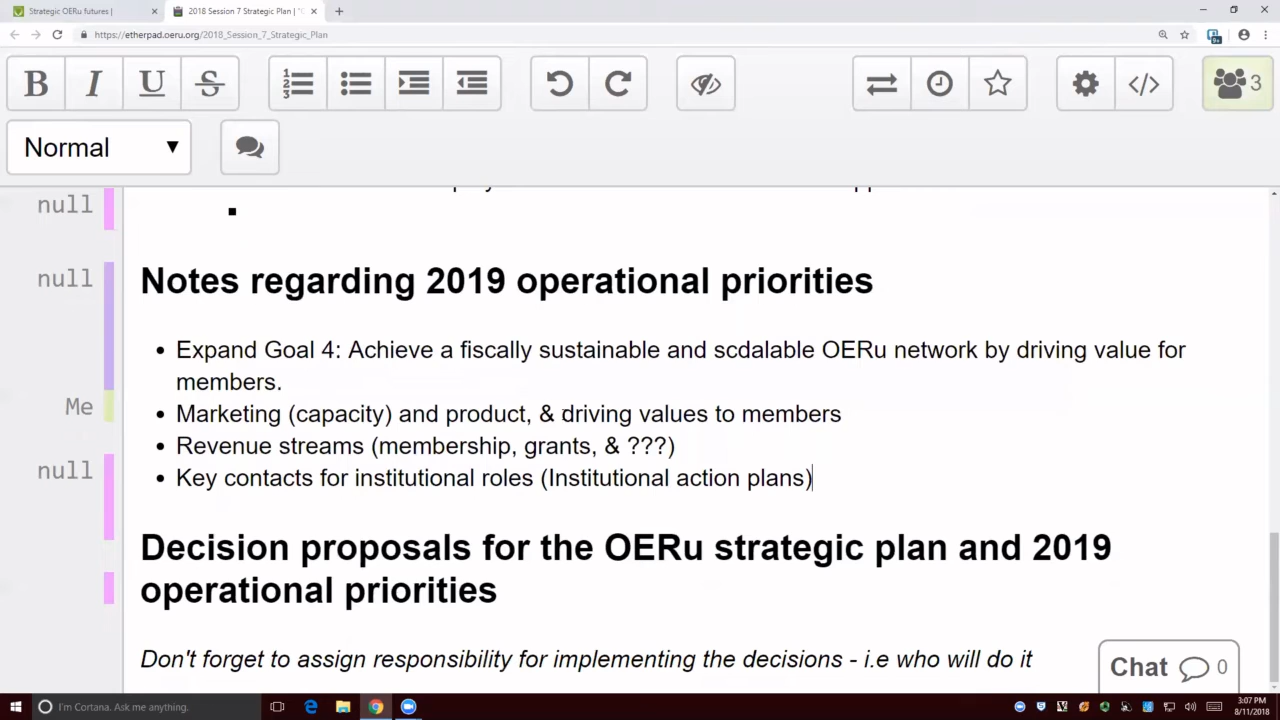 Strategic OERu futures |
2018 Session 7 Strategic Plan | "O
https://etherpad.oeru.org/2018_Session_7_Strategic_Plan
B I U S 3
Normal
null
null
Notes regarding 2019 operational priorities
Expand Goal 4: Achieve a fiscally sustainable and scdalable OERu network by driving value for
members.
Me
Marketing (capacity) and product, & driving values to members
Revenue streams (membership, grants, & ???)
null
Key contacts for institutional roles (Institutional action plans)
Decision proposals for the OERu strategic plan and 2019
operational priorities
Don't forget to assign responsibility for implementing the decisions - i.e who will do it
Chat 0
I'm Cortana. Ask me anything.
3:07 PM
8/11/2018